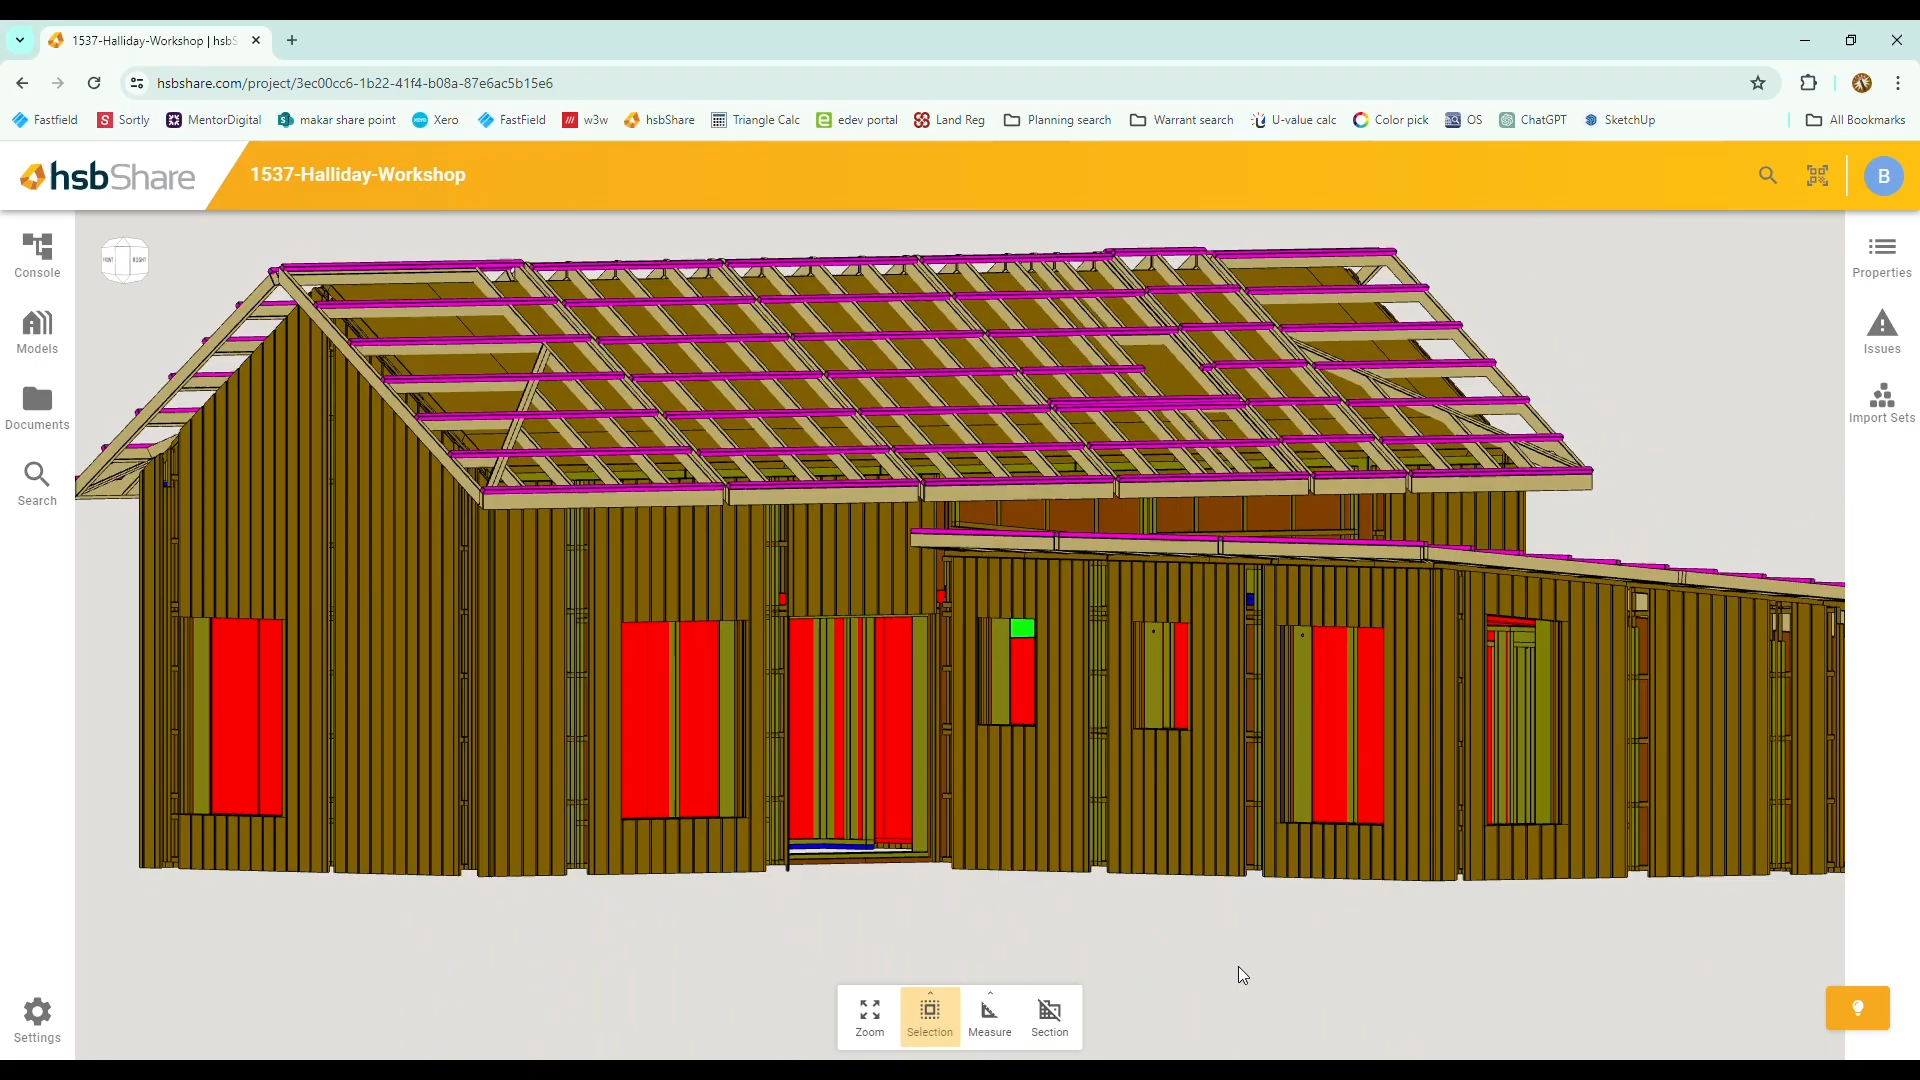 1537-Halliday-Workshop | hsbS
hsbshare.com/project/3ec00cc6-1b22-41f4-b08a-87e6ac5b15e6
Fastfield Sortly MentorDigital makar share point Xero FastField w3w hsbShare Triangle Calc edev portal Land Reg Planning search Warrant search U-value calc Color pick OS ChatGPT SketchUp All Bookmarks
hsbShare 1537-Halliday-Workshop B
FRONT RIGHT
Console
Models
Documents
Search
Settings
Properties
Issues
Import Sets
Zoom Selection Measure Section